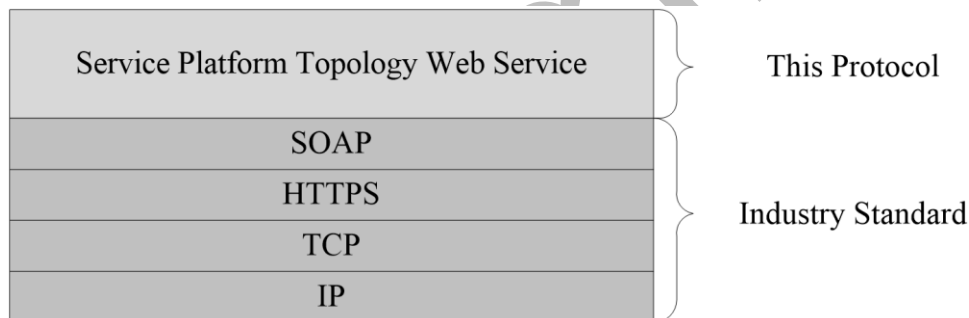 Service Platform Topology Web Service
This Protocol
SOAP
HTTPS
TCP
IP
Industry Standard